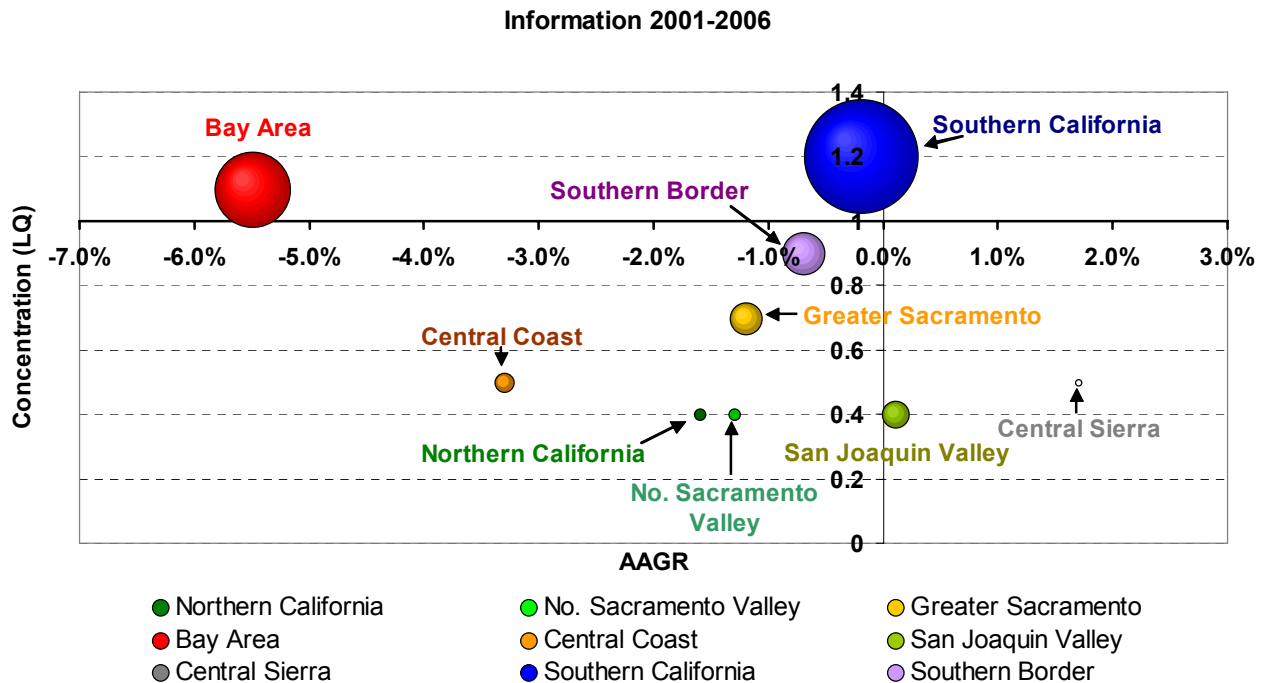 Information 2001-2006
1.4
Bay Area
Southern California
1.2
Southern Border
1
-7.0% -6.0% -5.0% -4.0% -3.0% -2.0% -1.0% 0.0% 1.0% 2.0% 3.0%
Concentration (LQ)
0.8
Greater Sacramento
Central Coast
0.6
0.4
Central Sierra
Northern California
San Joaquin Valley
0.2
No. Sacramento
Valley
0
AAGR
Northern California No. Sacramento Valley Greater Sacramento
Bay Area Central Coast San Joaquin Valley
Central Sierra Southern California Southern Border